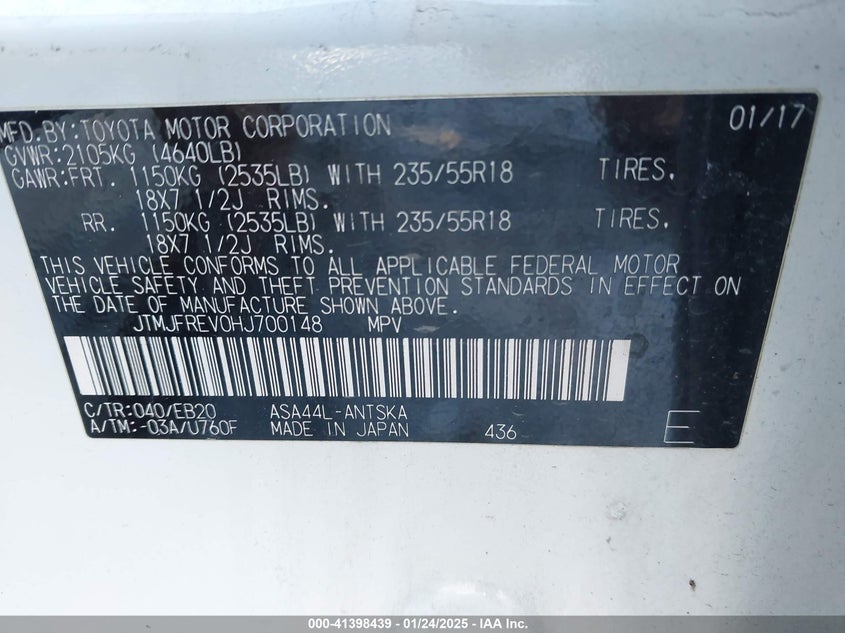 MFD.BY:TOYOTA MOTOR CORPORATION 01/17
GVWR:2105KG (4640LB)
GAWR:FRT. 1150KG (2535LB) WITH 235/55R18 TIRES,
18X7 1/2J RIMS.
RR. 1150KG (2535LB) WITH 235/55R18 TIRES,
18X7 1/2J RIMS.
THIS VEHICLE CONFORMS TO ALL APPLICABLE FEDERAL MOTOR
VEHICLE SAFETY AND THEFT PREVENTION STANDARDS IN EFFECT ON
THE DATE OF MANUFACTURE SHOWN ABOVE.
JTMJFREV0HJ700148 MPV
C/TR:040/EB20 ASA44L-ANTSKA
A/TM:-03A/U760F MADE IN JAPAN 436 E
000-41398439 - 01/24/2025 - IAAI - IAA Inc.